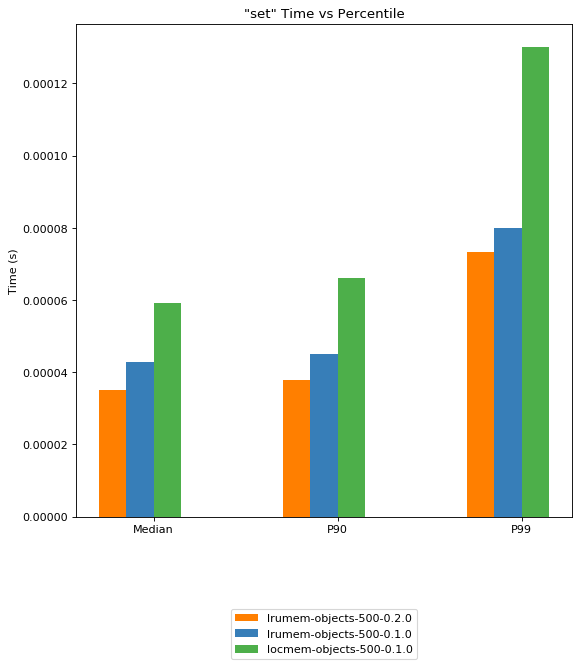 "set" Time vs Percentile
Time (s)
0.00012
0.00010
0.00008
0.00006
0.00004
0.00002
0.00000
Median P90 P99
lrumem-objects-500-0.2.0
lrumem-objects-500-0.1.0
locmem-objects-500-0.1.0